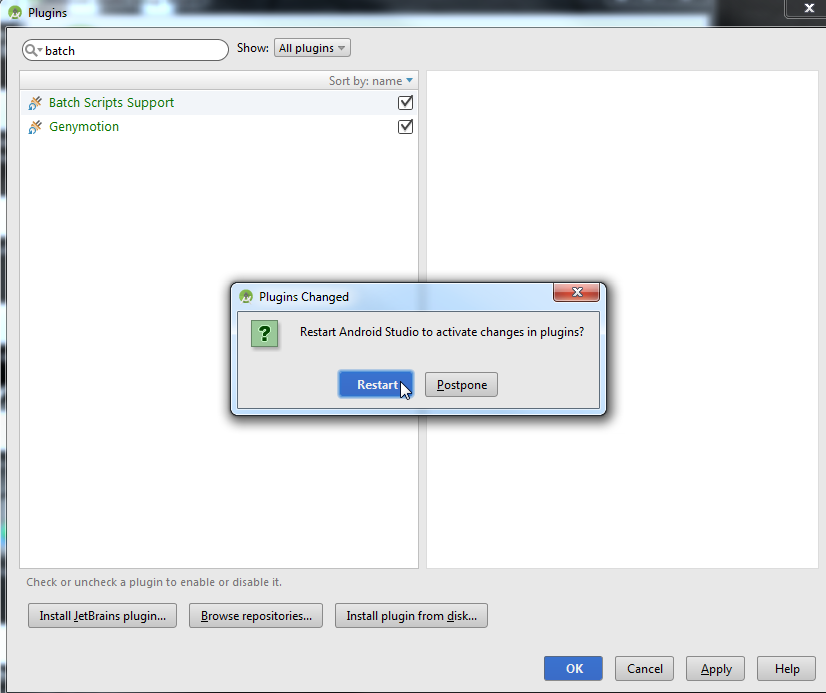 Plugins
batch
Show: All plugins
Sort by: name
Batch Scripts Support
Genymotion
Plugins Changed
?
Restart Android Studio to activate changes in plugins?
Restart
Postpone
Check or uncheck a plugin to enable or disable it.
Install JetBrains plugin...
Browse repositories...
Install plugin from disk...
OK
Cancel
Apply
Help